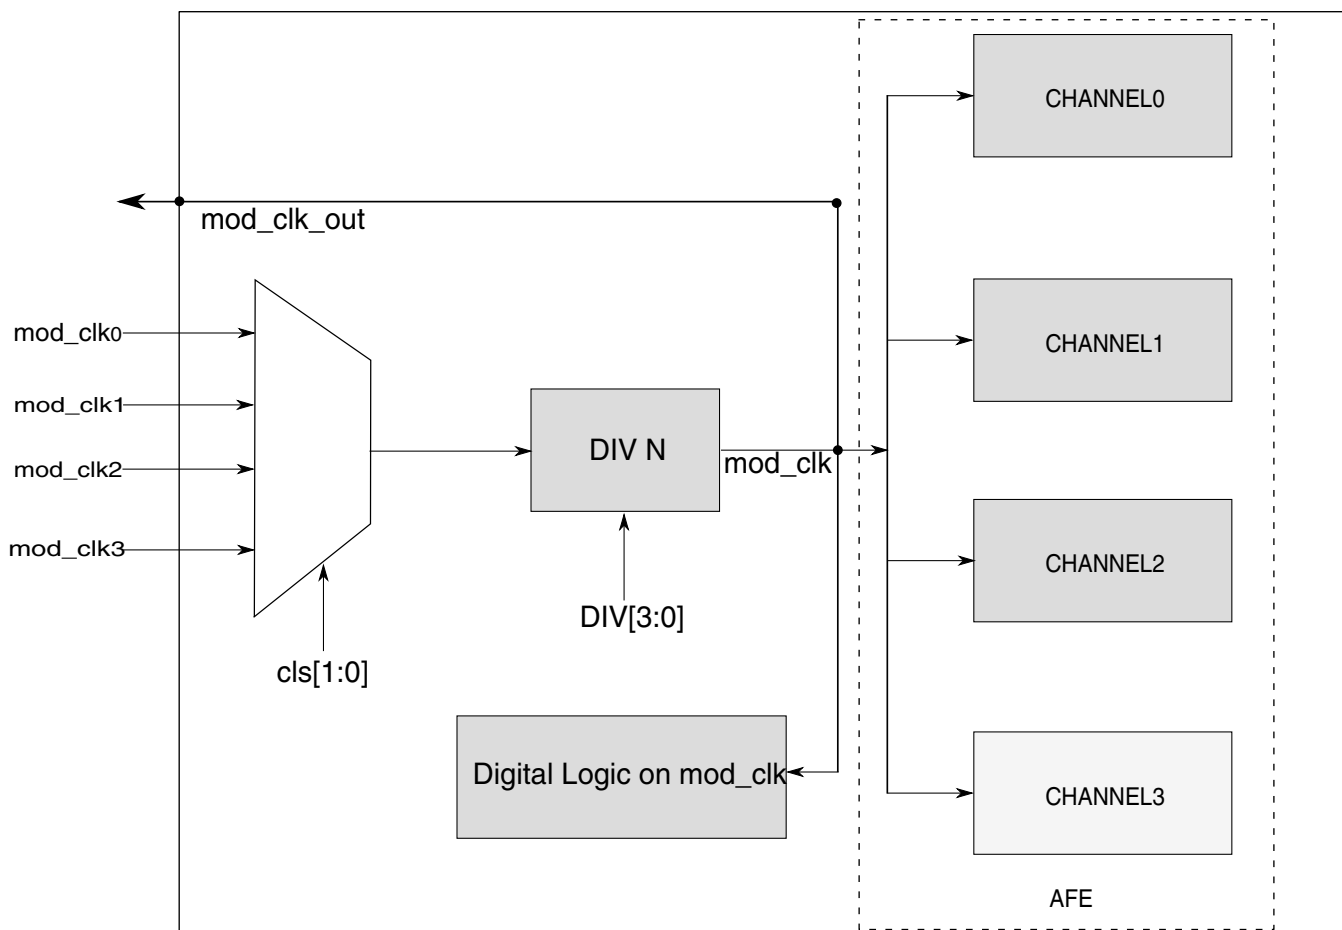 CHANNEL0
mod_clk_out
mod_clk0
CHANNEL1
mod_clk1
DIV N
mod_clk
mod_clk2
mod_clk3
CHANNEL2
DIV[3:0]
cls[1:0]
Digital Logic on mod_clk
CHANNEL3
AFE